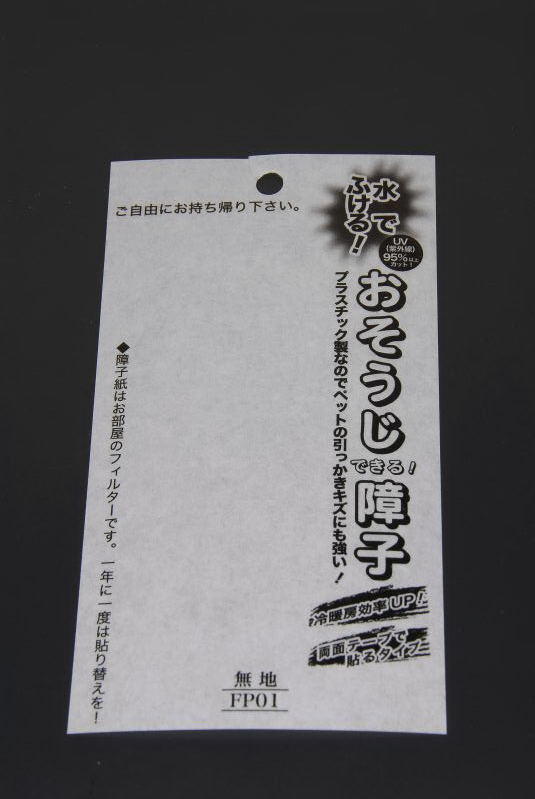 ご自由にお持ち帰り下さい。
水で
ふける!
UV
(紫外線)
95%以上
カット!
おそうじできる!障子
プラスチック製なのでペットの引っかきキズにも強い!
冷暖房効率UP!
両面テープで
貼るタイプ
◆障子紙はお部屋のフィルターです。一年に一度は貼り替えを!
無地
FP01